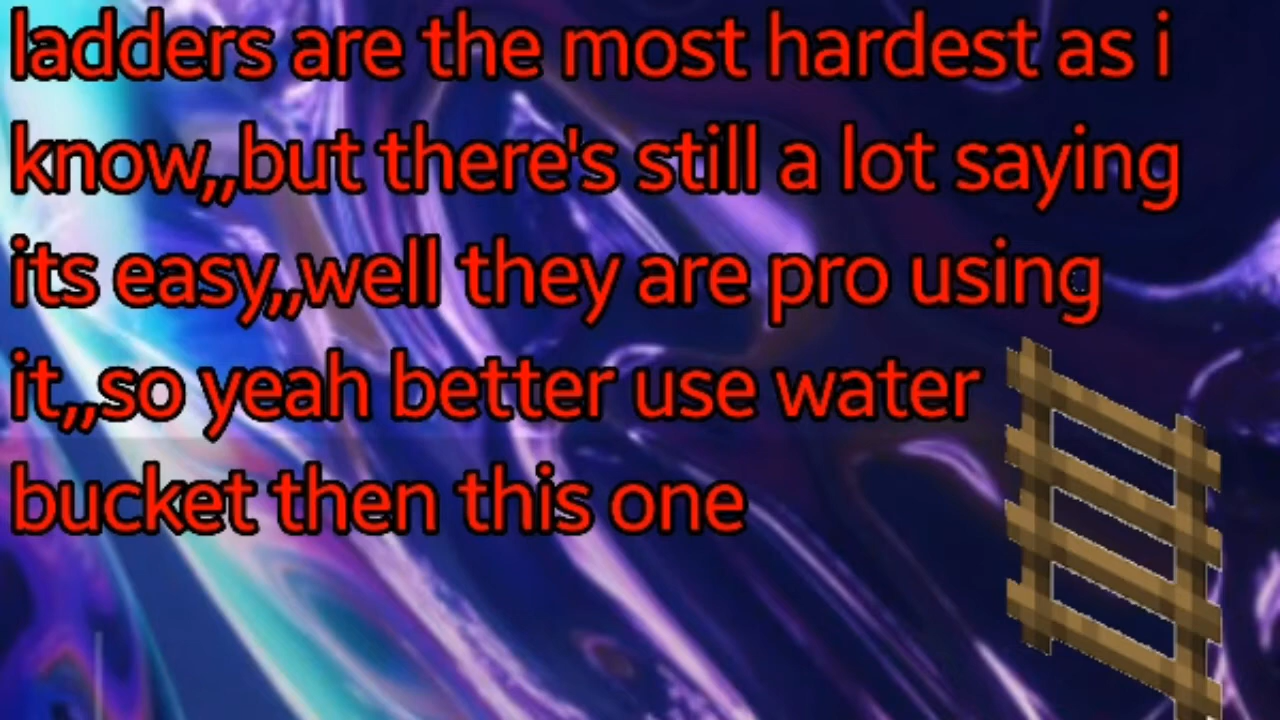 ladders are the most hardest as i
know,,but there's still a lot saying
its easy,,well they are pro using
it,,so yeah better use water
bucket then this one